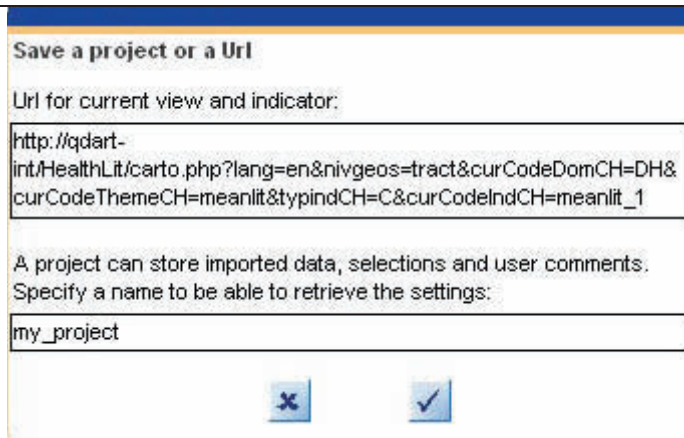 Save a project or a Url
Url for current view and indicator:
http://qdart-
int/HealthLit/carto.php?lang=en&nivgeos=tract&curCodeDomCH=DH&
curCodeThemeCH=meanlit&typindCH=C&curCodeIndCH=meanlit_1
A project can store imported data, selections and user comments.
Specify a name to be able to retrieve the settings:
my_project